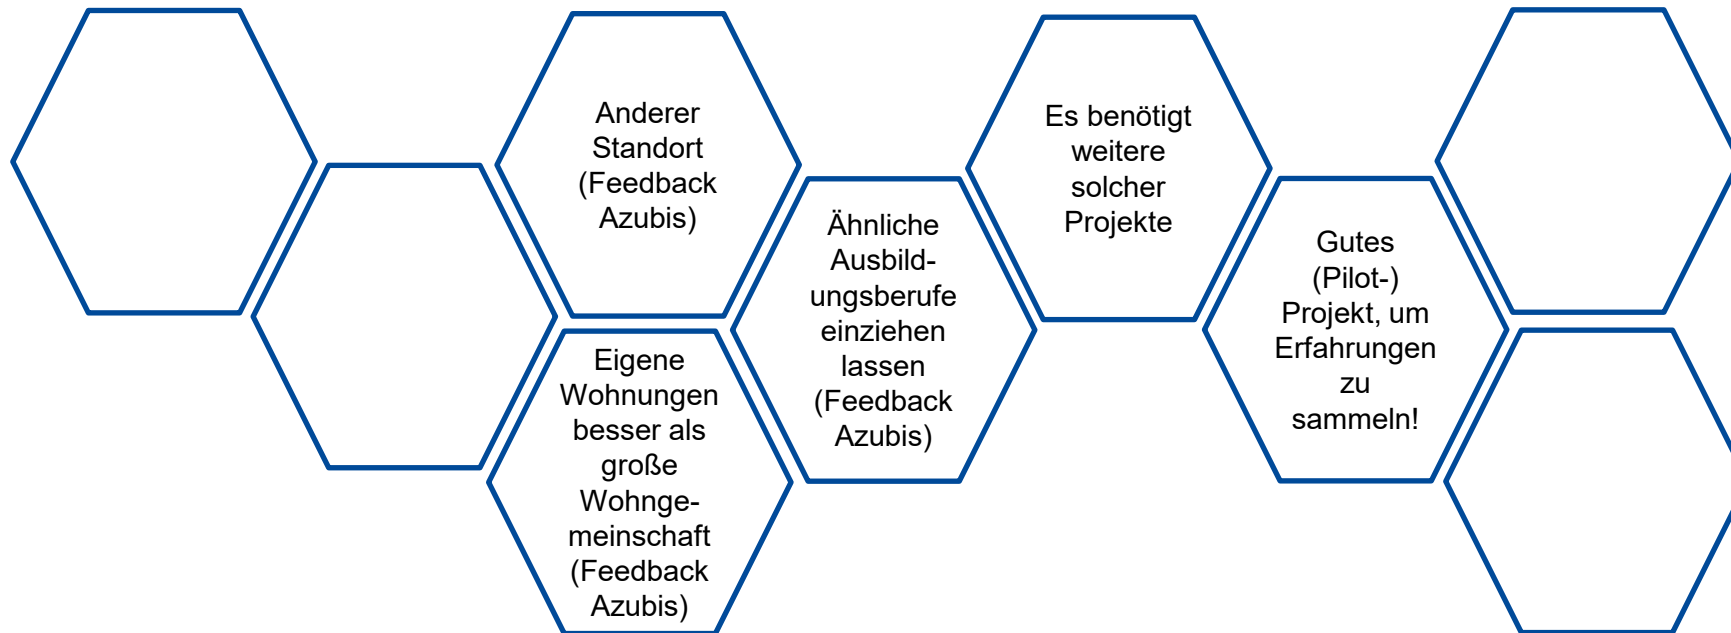 Anderer
Standort
(Feedback
Azubis)
Eigene
Wohnungen
besser als
große
Wohnge-
meinschaft
(Feedback
Azubis)
Ähnliche
Ausbild-
ungsberufe
einziehen
lassen
(Feedback
Azubis)
Es benötigt
weitere
solcher
Projekte
Gutes
(Pilot-)
Projekt, um
Erfahrungen
zu
sammeln!